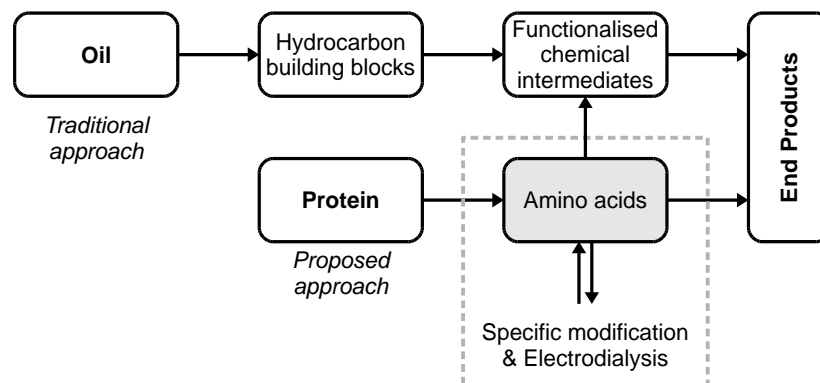 Oil
Hydrocarbon
building blocks
Functionalised
chemical
intermediates
End Products
Traditional
approach
Protein
Amino acids
Proposed
approach
Specific modification
& Electrodialysis